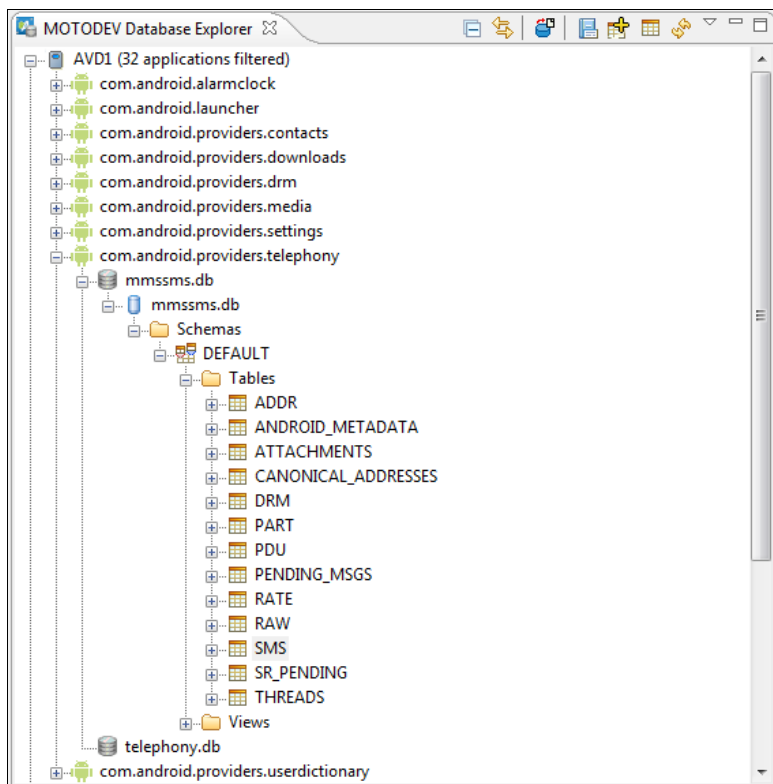 MOTODEV Database Explorer
AVD1 (32 applications filtered)
com.android.alarmclock
com.android.launcher
com.android.providers.contacts
com.android.providers.downloads
com.android.providers.drm
com.android.providers.media
com.android.providers.settings
com.android.providers.telephony
mmssms.db
mmssms.db
Schemas
DEFAULT
Tables
ADDR
ANDROID_METADATA
ATTACHMENTS
CANONICAL_ADDRESSES
DRM
PART
PDU
PENDING_MSGS
RATE
RAW
SMS
SR_PENDING
THREADS
Views
telephony.db
com.android.providers.userdictionary